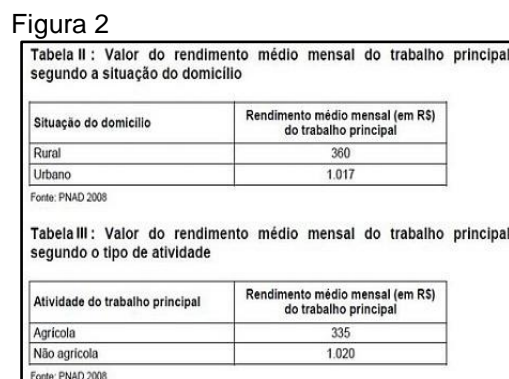 Figura 2
Tabela II : Valor do rendimento médio mensal do trabalho principal
segundo a situação do domicílio
Situação do domicílio
Rendimento médio mensal (em R$)
do trabalho principal
Rural 360
Urbano 1.017
Fonte: PNAD 2008
Tabela III : Valor do rendimento médio mensal do trabalho principal
segundo o tipo de atividade
Atividade do trabalho principal
Rendimento médio mensal (em R$)
do trabalho principal
Agrícola 335
Não agrícola 1.020
Fonte: PNAD 2008